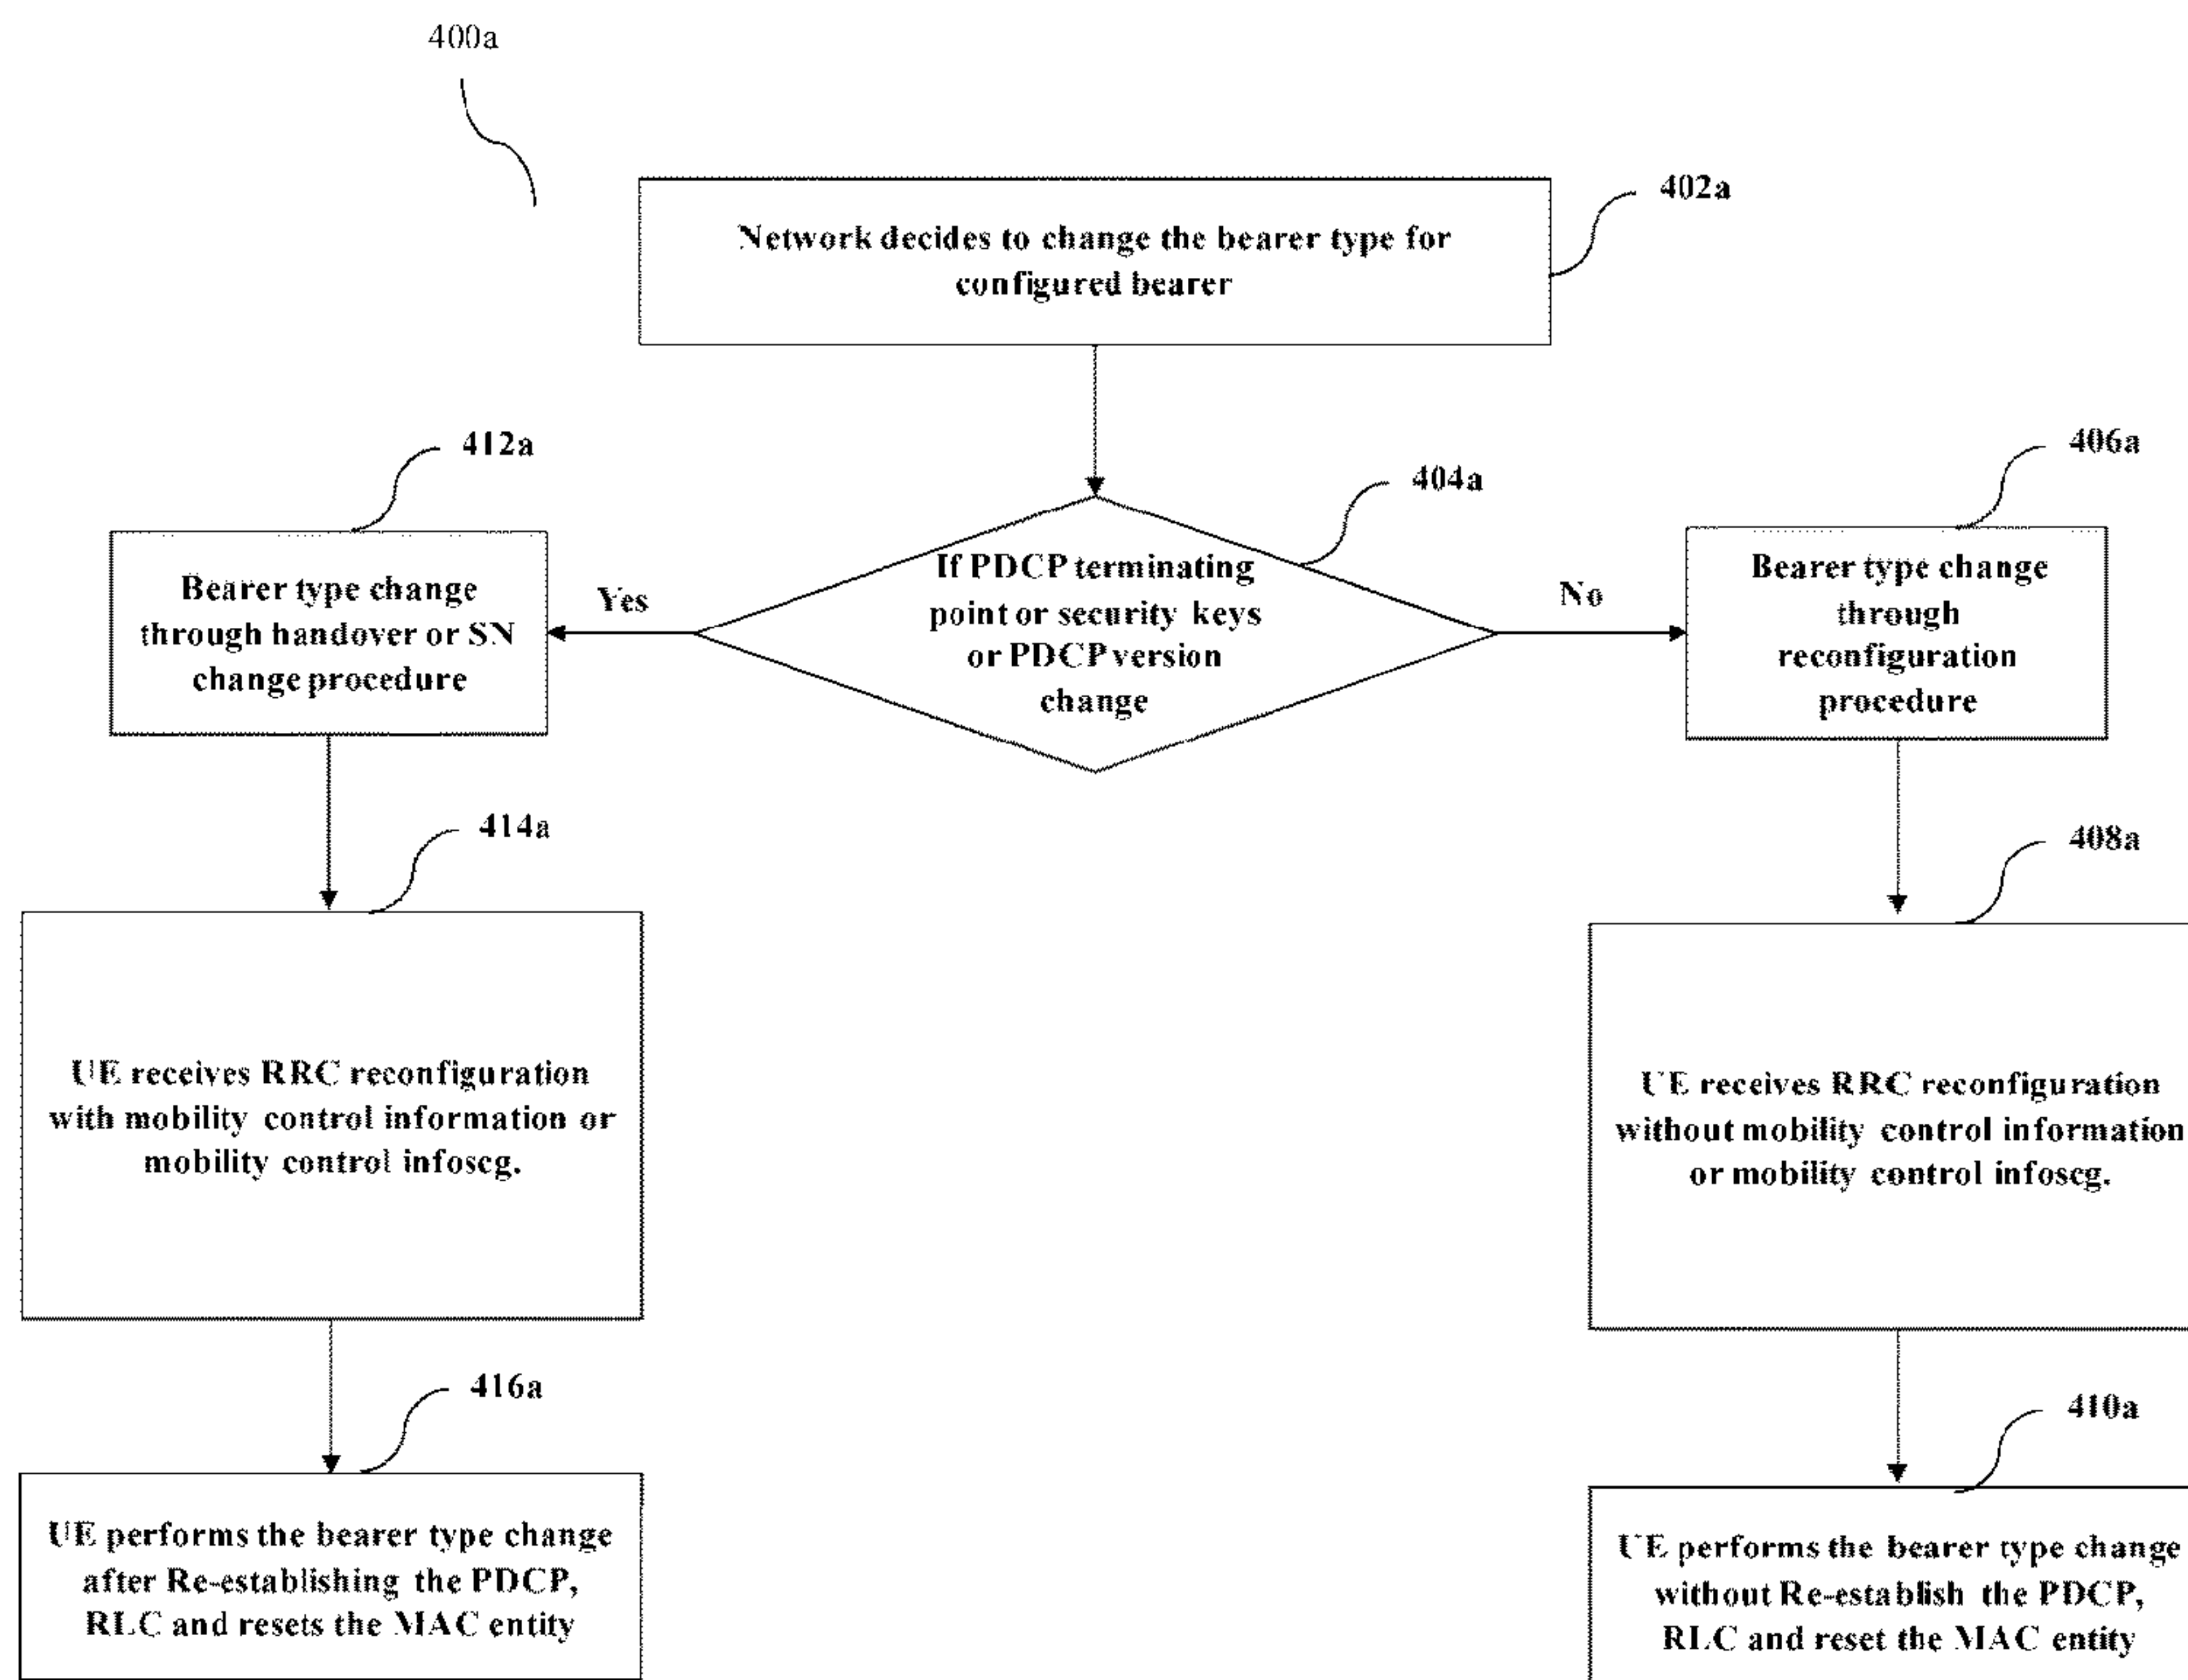 400a
402a
Network decides to change the bearer type for
configured bearer
404a
If PDCP terminating
point or security keys
or PDCP version
change
Yes
No
412a
Bearer type change
through handover or SN
change procedure
406a
Bearer type change
through
reconfiguration
procedure
414a
UE receives RRC reconfiguration
with mobility control information or
mobility control infoscg.
408a
UE receives RRC reconfiguration
without mobility control information
or mobility control infoscg.
416a
UE performs the bearer type change
after Re-establishing the PDCP,
RLC and resets the MAC entity
410a
UE performs the bearer type change
without Re-establish the PDCP,
RLC and reset the MAC entity